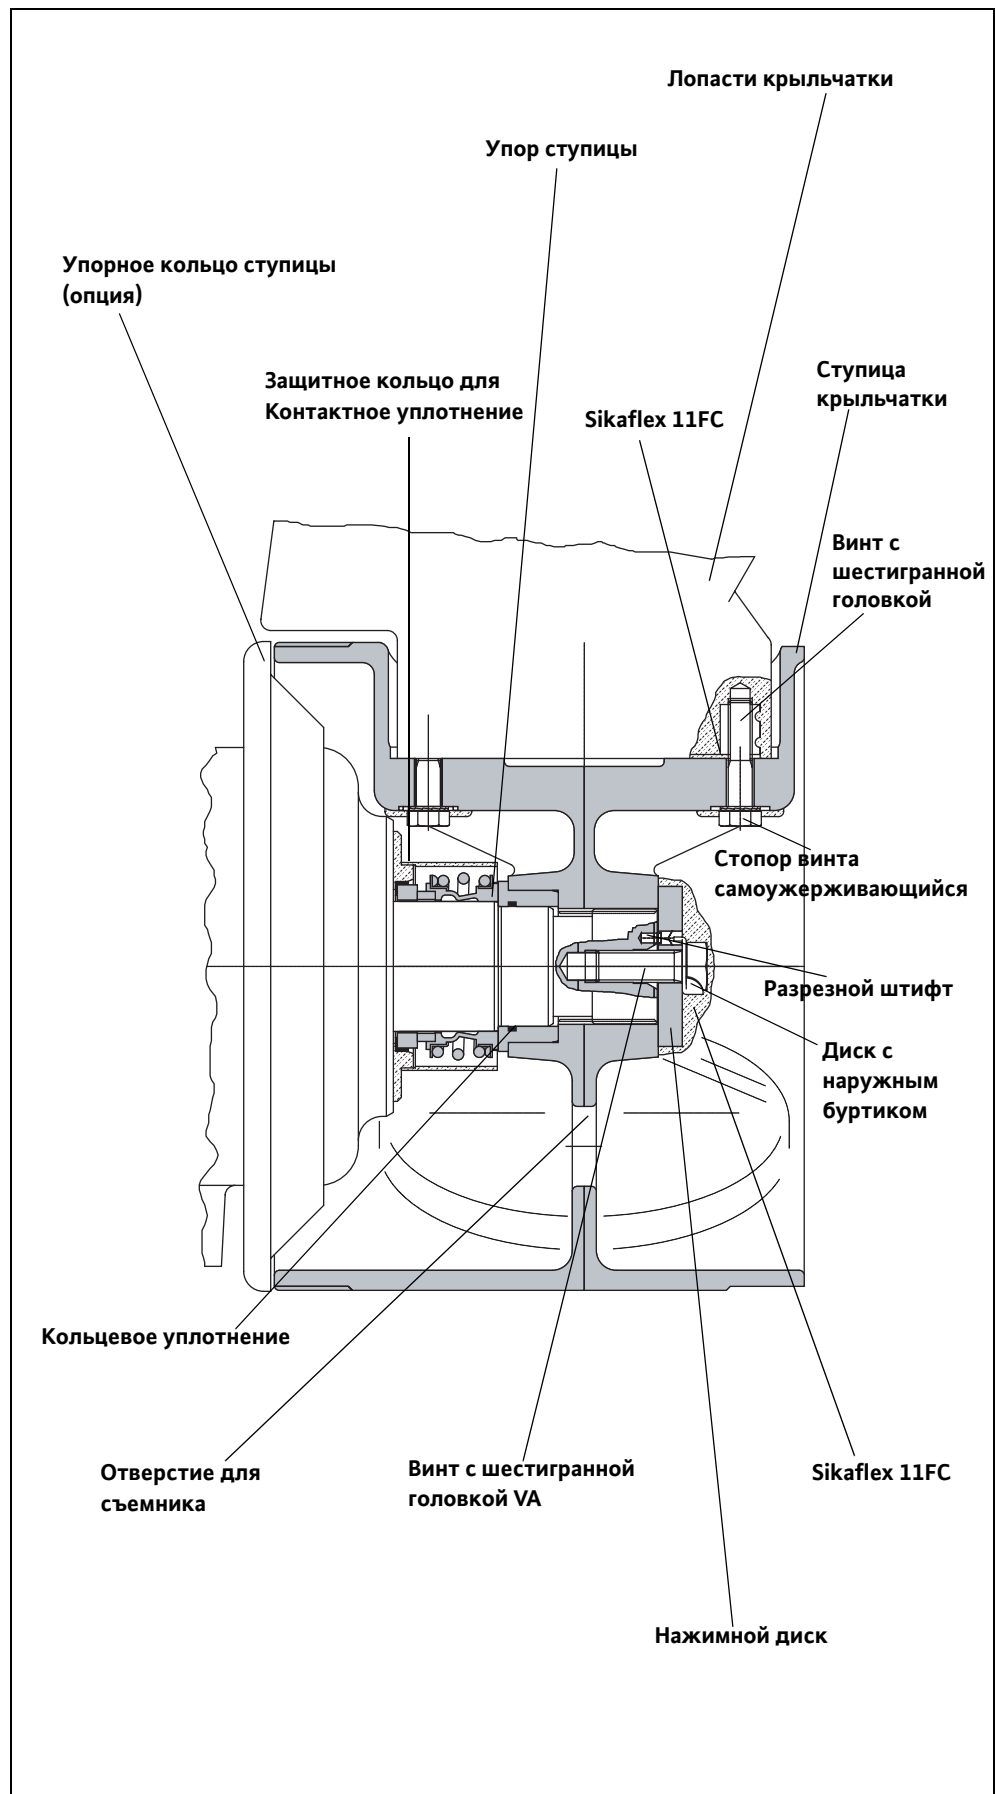 Лопасти крыльчатки
Упор ступицы
Упорное кольцо ступицы
(опция)
Защитное кольцо для
Контактное уплотнение
Sikaflex 11FC
Ступица
крыльчатки
Винт с
шестигранной
головкой
Стопор винта
самоужерживающийся
Разрезной штифт
Диск с
наружным
буртиком
Кольцевое уплотнение
Отверстие для
съемника
Винт с шестигранной
головкой VA
Sikaflex 11FC
Нажимной диск